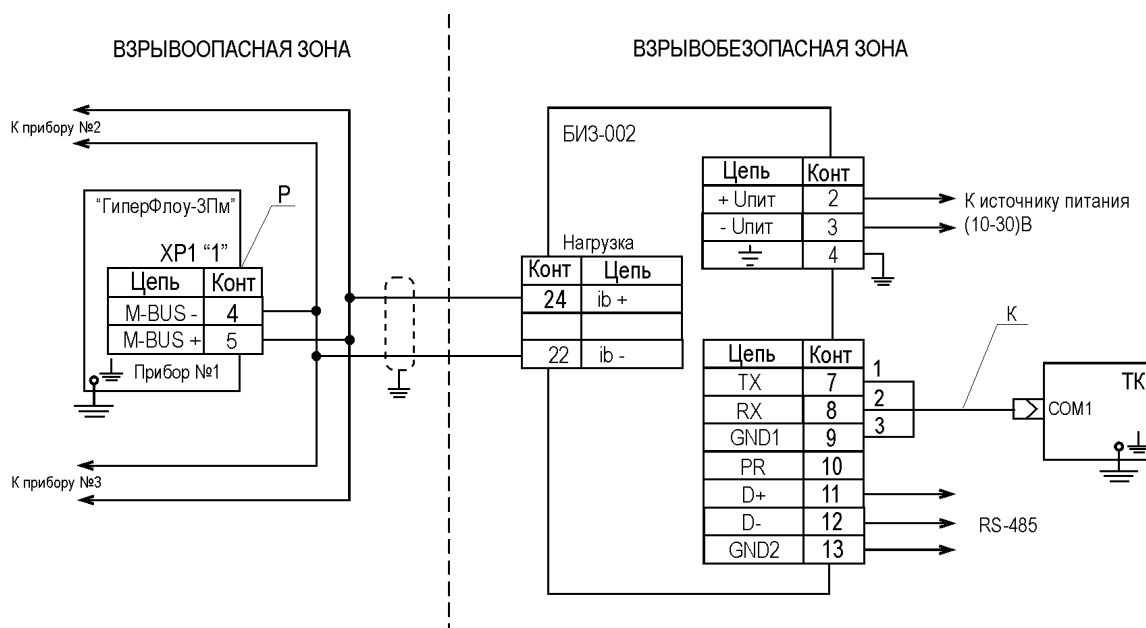 ВЗРЫВООПАСНАЯ ЗОНА
ВЗРЫВОБЕЗОПАСНАЯ ЗОНА
К прибору №2
"ГиперФлоу-3Пм"
Р
XP1 "1"
Цепь Конт
M-BUS - 4
M-BUS + 5
Прибор №1
К прибору №3
БИЗ-002
Нагрузка
Конт Цепь
24 ib +
22 ib -
Цепь Конт
+ Uпит 2
- Uпит 3
4
К источнику питания
(10-30)В
Цепь Конт
TX 7 1
RX 8 2
GND1 9 3
PR 10
D+ 11
D- 12
GND2 13
К
COM1
ТК
RS-485